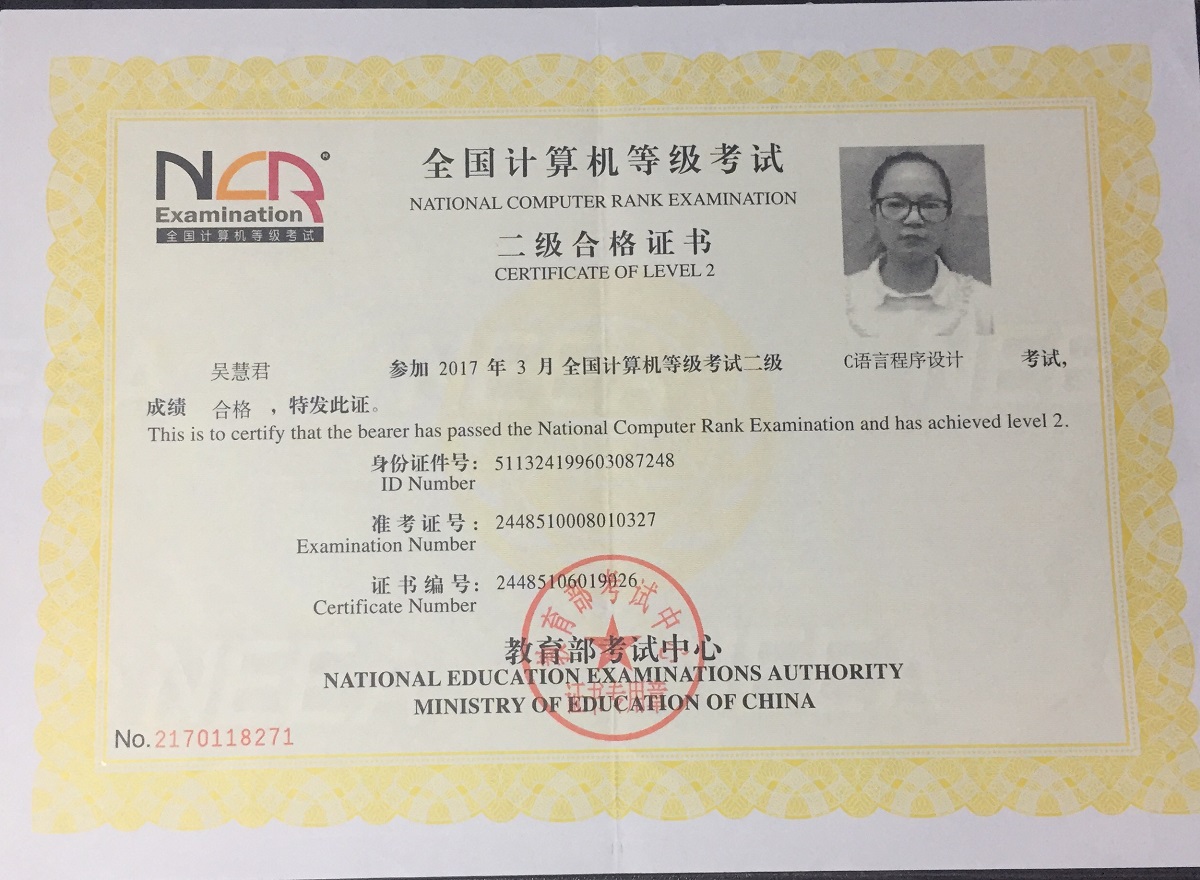 NCR®
Examination
全国计算机等级考试
全国计算机等级考试
NATIONAL COMPUTER RANK EXAMINATION
二级合格证书
CERTIFICATE OF LEVEL 2
吴慧君 参加 2017 年 3 月 全国计算机等级考试二级 C语言程序设计 考试，
成绩 合格 ，特发此证。
This is to certify that the bearer has passed the National Computer Rank Examination and has achieved level 2.
身份证件号： 511324199603087248
ID Number
准考证号： 2448510008010327
Examination Number
证书编号： 24485106019026
Certificate Number
教育部考试中心
教育部考试中心
NATIONAL EDUCATION EXAMINATIONS AUTHORITY
证书专用章
MINISTRY OF EDUCATION OF CHINA
No.2170118271